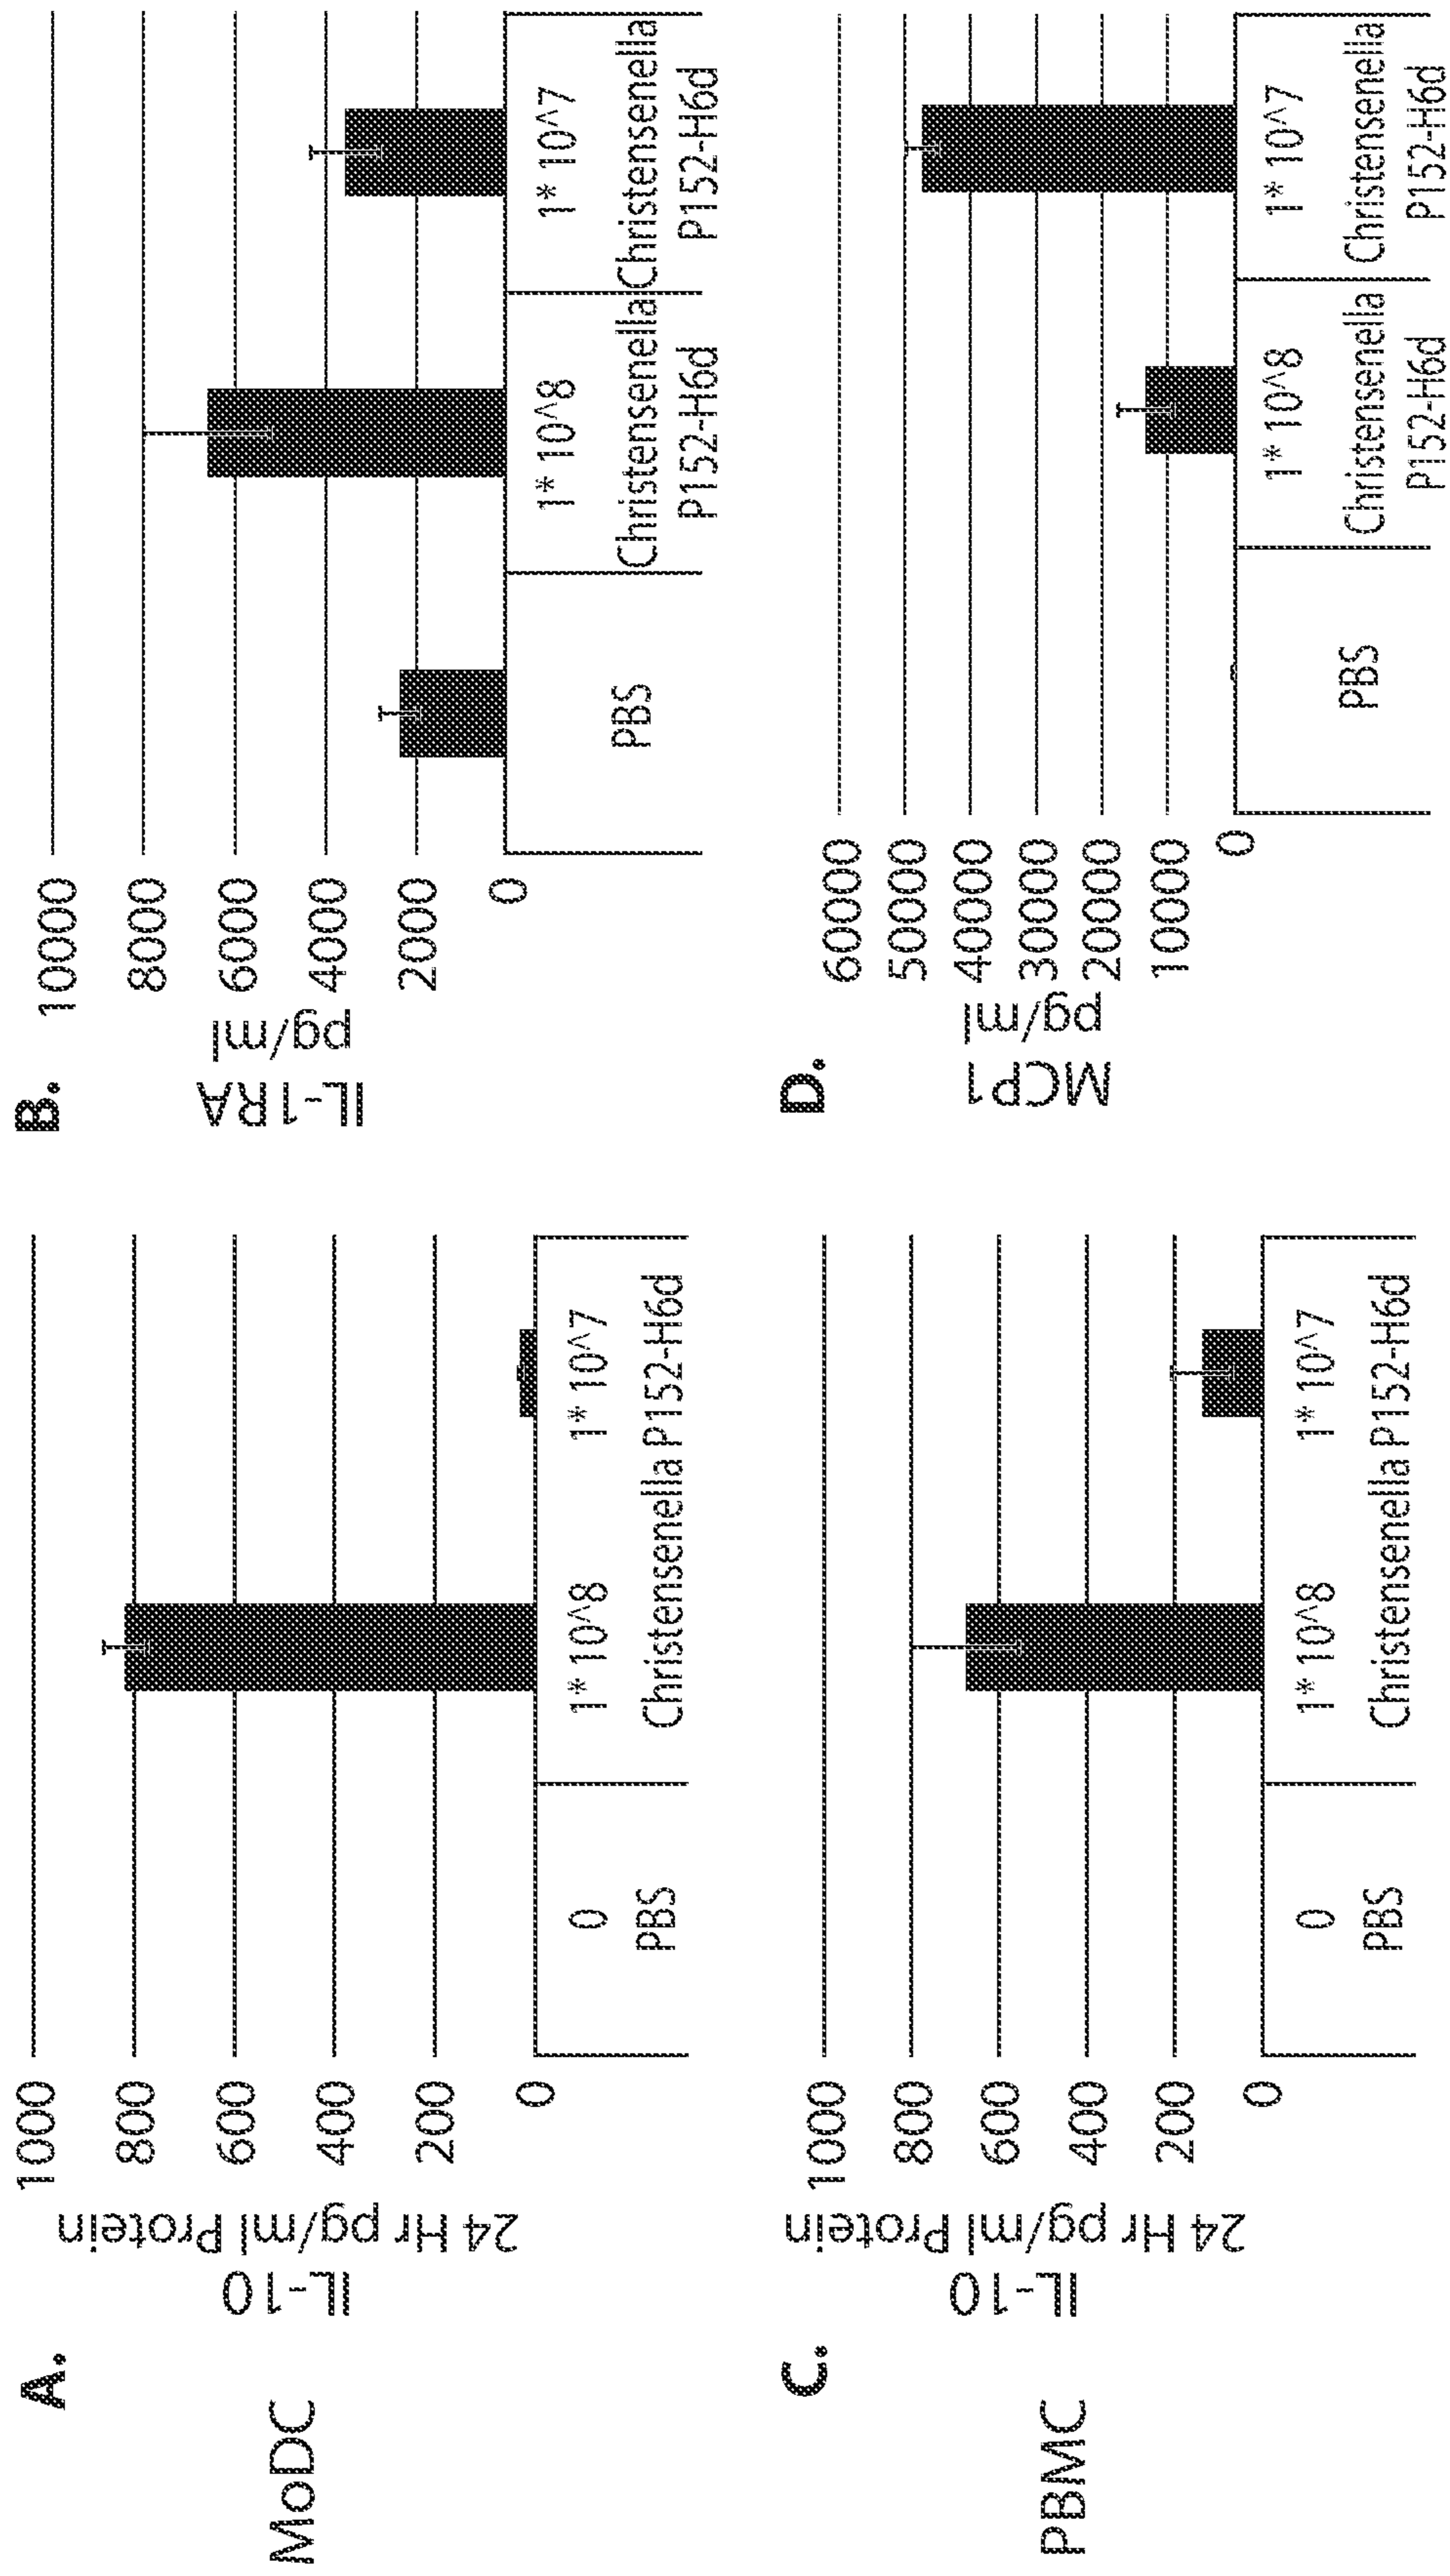 MoDC
A.
IL-10
24 Hr pg/ml Protein
1000
800
600
400
200
0
0
1* 10^8
1* 10^7
PBS
Christensenella P152-H6d
B.
IL-1RA
pg/ml
10000
8000
6000
4000
2000
0
1* 10^8
1* 10^7
PBS
Christensenella
Christensenella
P152-H6d
P152-H6d
PBMC
C.
IL-10
24 Hr pg/ml Protein
1000
800
600
400
200
0
0
1* 10^8
1* 10^7
PBS
Christensenella P152-H6d
D.
MCP1
pg/ml
60000
50000
40000
30000
20000
10000
0
1* 10^8
1* 10^7
PBS
Christensenella
Christensenella
P152-H6d
P152-H6d